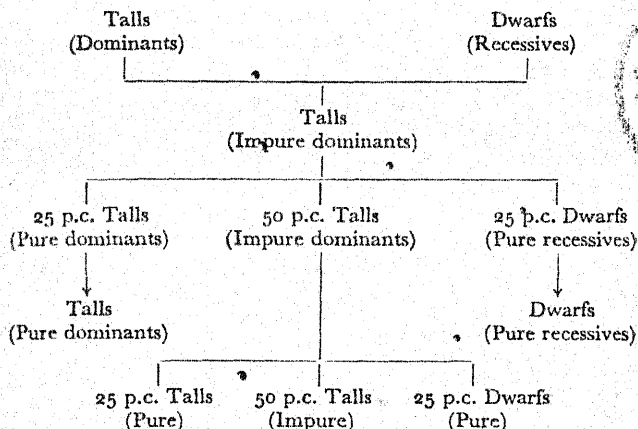 Talls Dwarfs
(Dominants) (Recessives)
Talls
(Impure dominants)
25 p.c. Talls 50 p.c. Talls 25 p.c. Dwarfs
(Pure dominants) (Impure dominants) (Pure recessives)
Talls Dwarfs
(Pure dominants) (Pure recessives)
25 p.c. Talls 50 p.c. Talls 25 p.c. Dwarfs
(Pure) (Impure) (Pure)